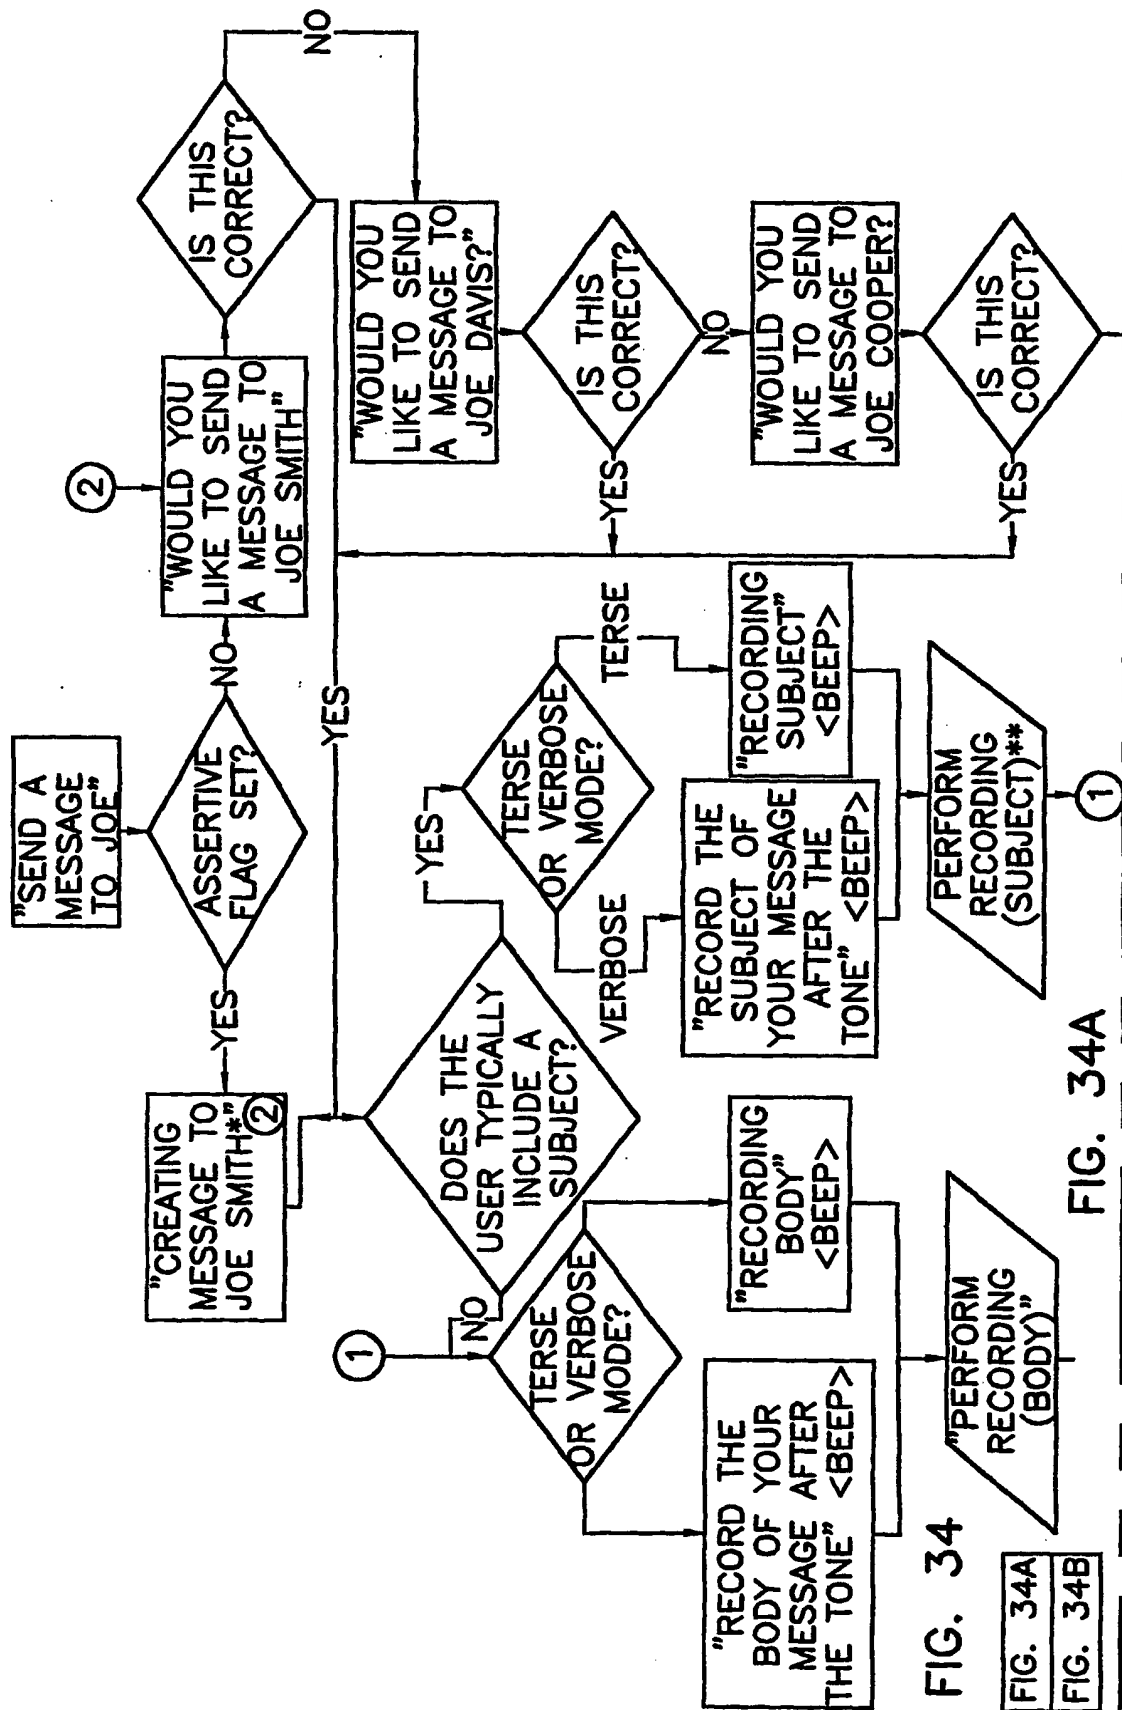 "SEND A
MESSAGE
TO JOE"
ASSERTIVE
FLAG SET?
YES
NO
"CREATING
MESSAGE TO
JOE SMITH*"
2
2
"WOULD YOU
LIKE TO SEND
A MESSAGE TO
JOE SMITH"
IS THIS
CORRECT?
NO
YES
"WOULD YOU
LIKE TO SEND
A MESSAGE TO
JOE DAVIS?"
IS THIS
CORRECT?
YES
NO
"WOULD YOU
LIKE TO SEND
A MESSAGE TO
JOE COOPER?
IS THIS
CORRECT?
YES
DOES THE
USER TYPICALLY
INCLUDE A
SUBJECT?
YES
NO
TERSE
OR VERBOSE
MODE?
VERBOSE
TERSE
"RECORD THE
SUBJECT OF
YOUR MESSAGE
AFTER THE
TONE" <BEEP>
"RECORDING
SUBJECT"
<BEEP>
PERFORM
RECORDING
(SUBJECT)**
1
1
TERSE
OR VERBOSE
MODE?
"RECORD THE
BODY OF YOUR
MESSAGE AFTER
THE TONE" <BEEP>
"RECORDING
BODY"
<BEEP>
"PERFORM
RECORDING
(BODY)"
FIG. 34
FIG. 34A
FIG. 34B
FIG. 34A